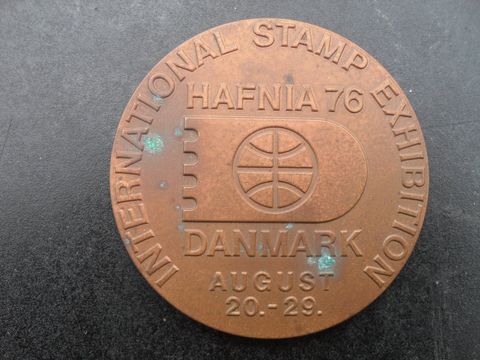 INTERNATIONAL STAMP EXHIBITION
HAFNIA 76
DANMARK
AUGUST
20.-29.